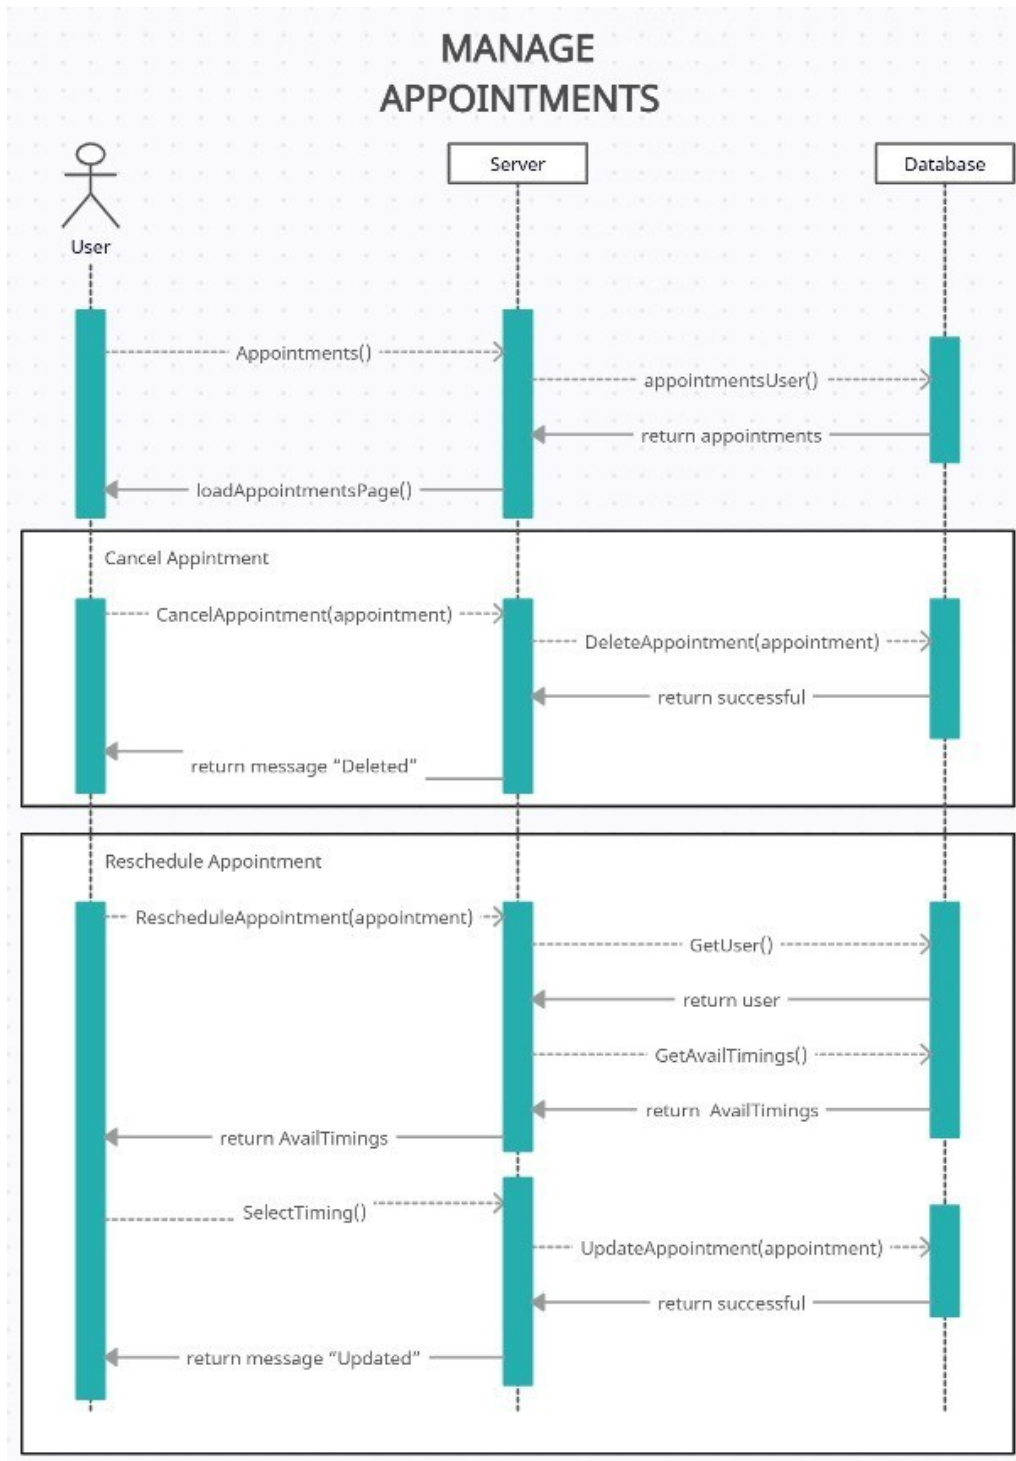 MANAGE
APPOINTMENTS
Server
Database
User
Appointments()
appointmentsUser()
return appointments
loadAppointmentsPage()
Cancel Appintment
CancelAppointment(appointment)
DeleteAppointment(appointment)
return successful
return message “Deleted”
Reschedule Appointment
RescheduleAppointment(appointment)
GetUser()
return user
GetAvailTimings()
return AvailTimings
return AvailTimings
SelectTiming()
UpdateAppointment(appointment)
return successful
return message “Updated”